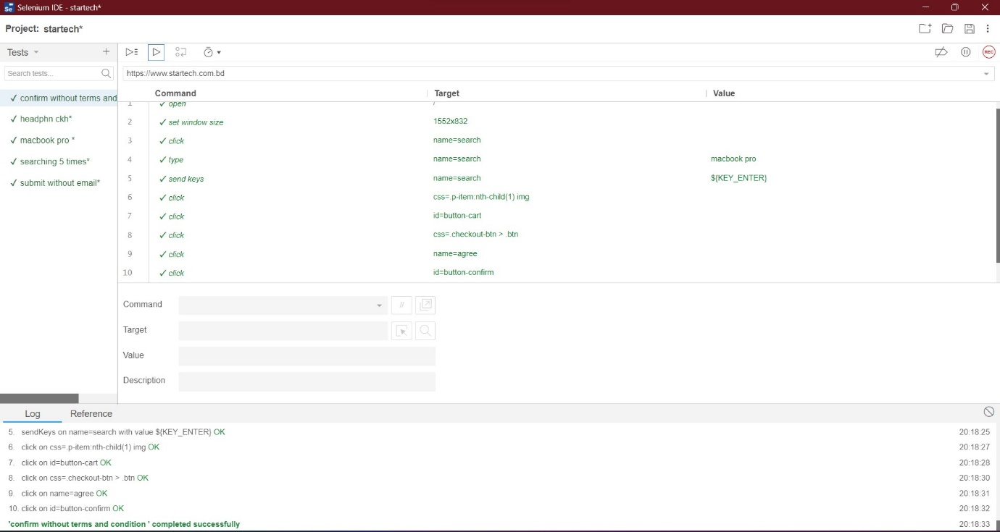 Selenium IDE - startech*
Project: startech*
Tests
Search tests...
https://www.startech.com.bd
Command Target Value
✓ confirm without terms and
✓ headphn ckh*
✓ macbook pro *
✓ searching 5 times*
✓ submit without email*
1 ✓ open /
2 ✓ set window size 1552x832
3 ✓ click name=search
4 ✓ type name=search macbook pro
5 ✓ send keys name=search ${KEY_ENTER}
6 ✓ click css=.p-item:nth-child(1) img
7 ✓ click id=button-cart
8 ✓ click css=.checkout-btn > .btn
9 ✓ click name=agree
10 ✓ click id=button-confirm
Command //
Target
Value
Description
Log Reference
5. sendKeys on name=search with value ${KEY_ENTER} OK 20:18:25
6. click on css=.p-item:nth-child(1) img OK 20:18:27
7. click on id=button-cart OK 20:18:28
8. click on css=.checkout-btn > .btn OK 20:18:30
9. click on name=agree OK 20:18:31
10. click on id=button-confirm OK 20:18:32
'confirm without terms and condition ' completed successfully 20:18:33
REC
Se